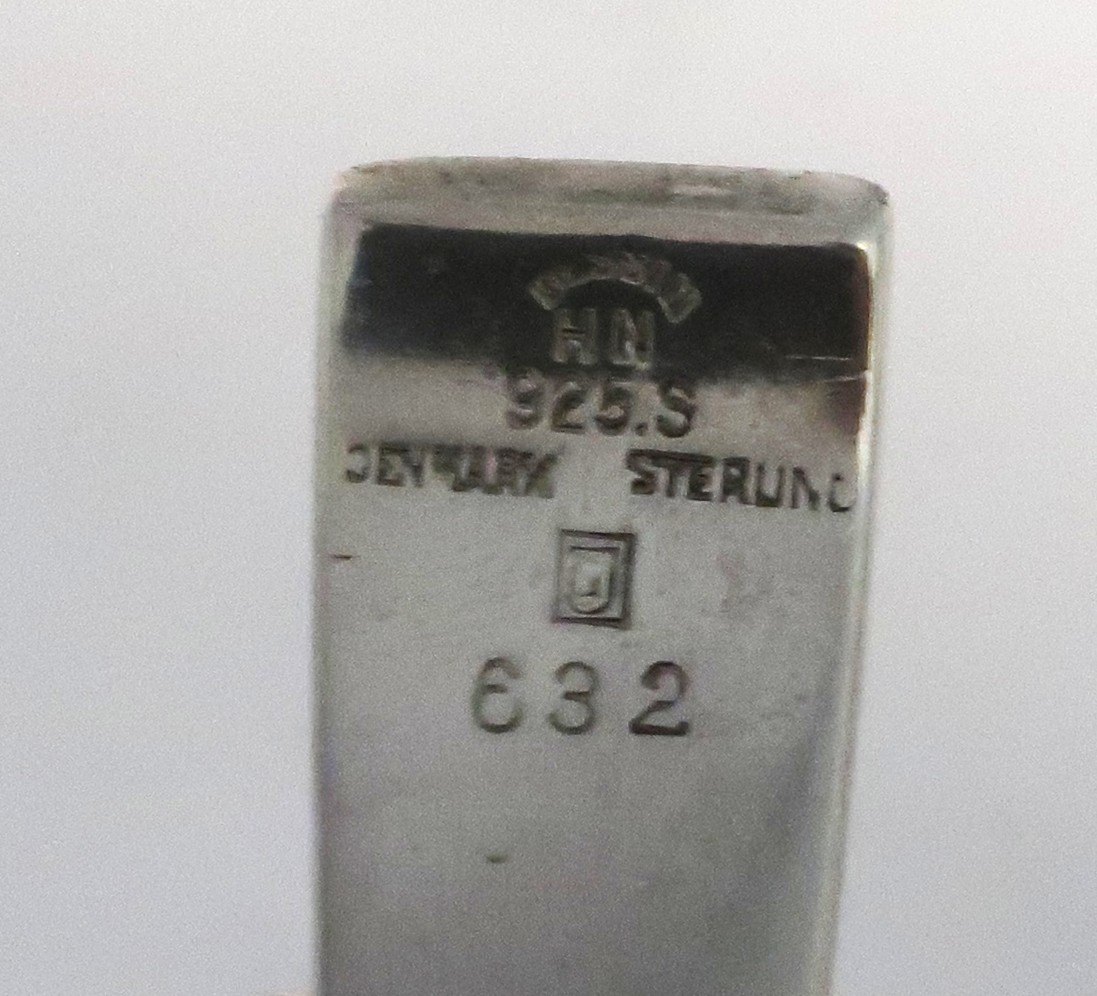 HN
925.S
DENMARK STERLING
632